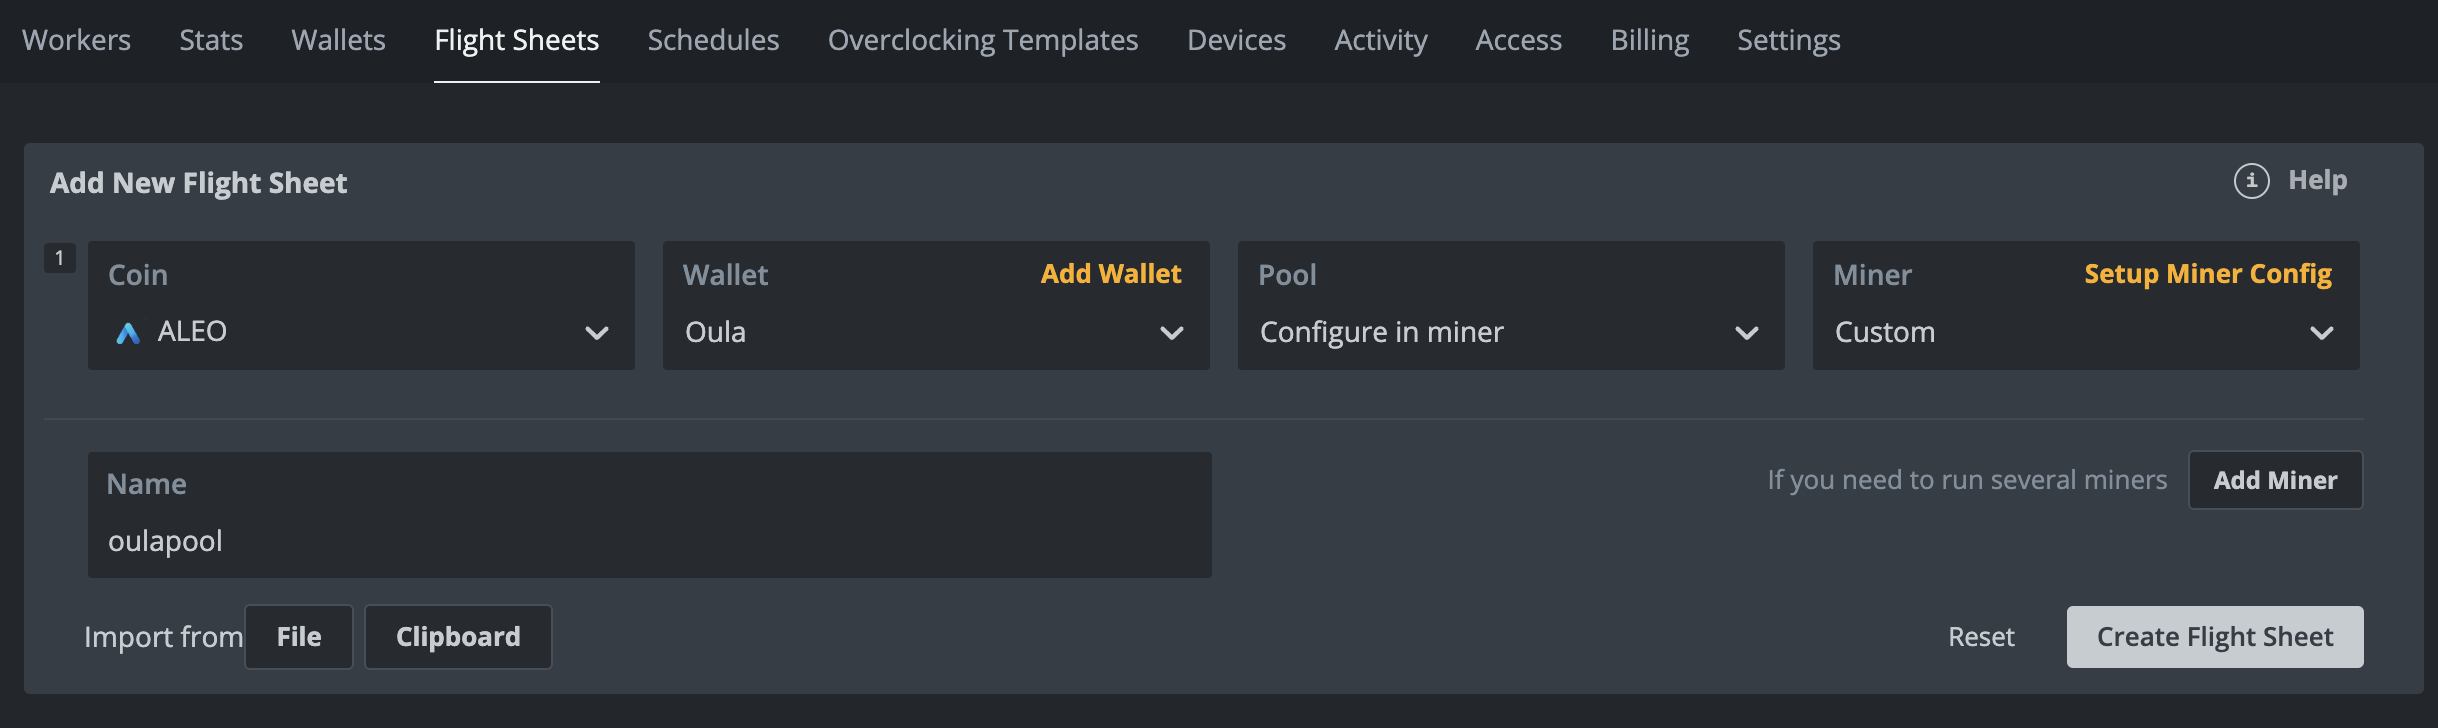 Workers Stats Wallets Flight Sheets Schedules Overclocking Templates Devices Activity Access Billing Settings
Add New Flight Sheet
Help
1
Coin
ALEO
Wallet Add Wallet
Oula
Pool
Configure in miner
Miner Setup Miner Config
Custom
Name
oulapool
If you need to run several miners Add Miner
Import from File Clipboard
Reset Create Flight Sheet